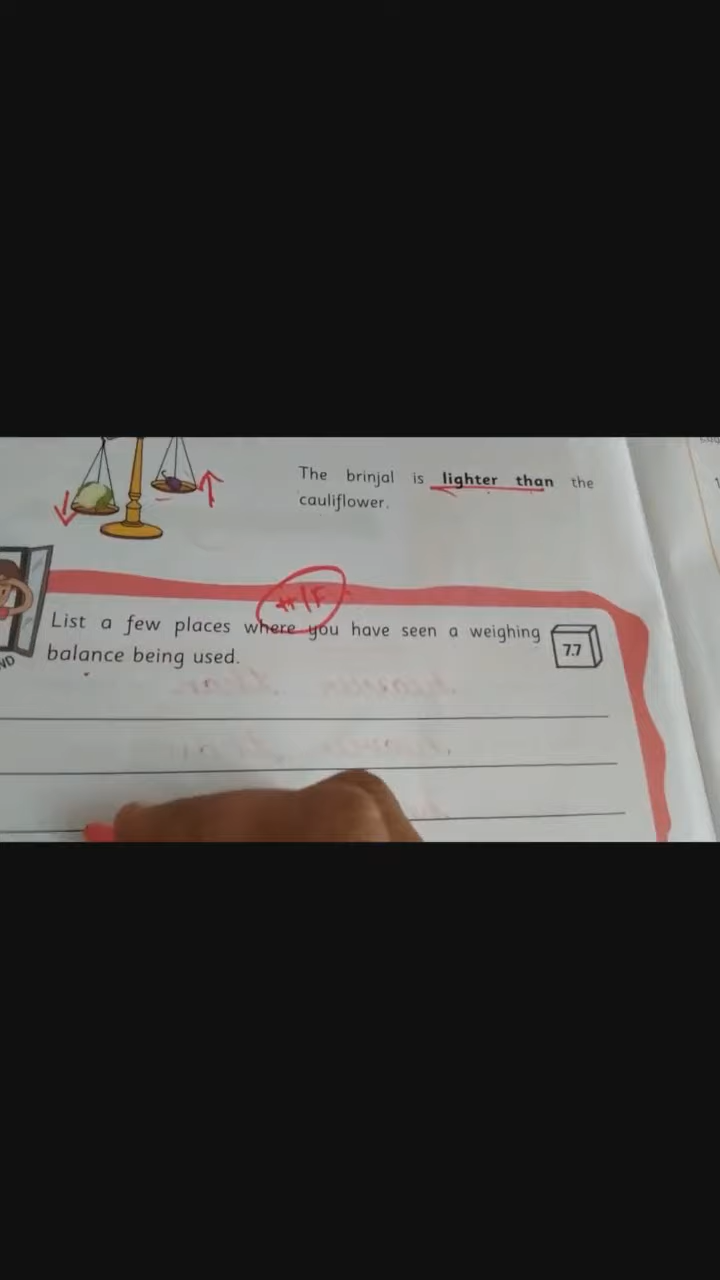 The brinjal is lighter than the
cauliflower.
H/F
List a few places where you have seen a weighing
balance being used.
7.7
ND